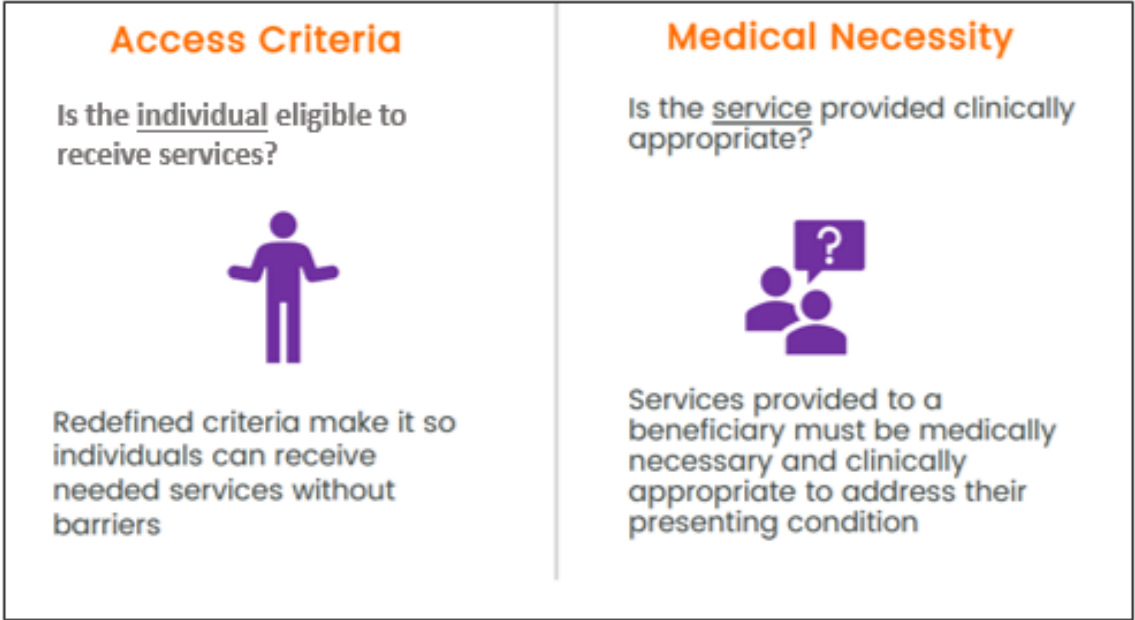 Access Criteria
Is the individual eligible to
receive services?
Redefined criteria make it so
individuals can receive
needed services without
barriers
Medical Necessity
Is the service provided clinically
appropriate?
?
Services provided to a
beneficiary must be medically
necessary and clinically
appropriate to address their
presenting condition